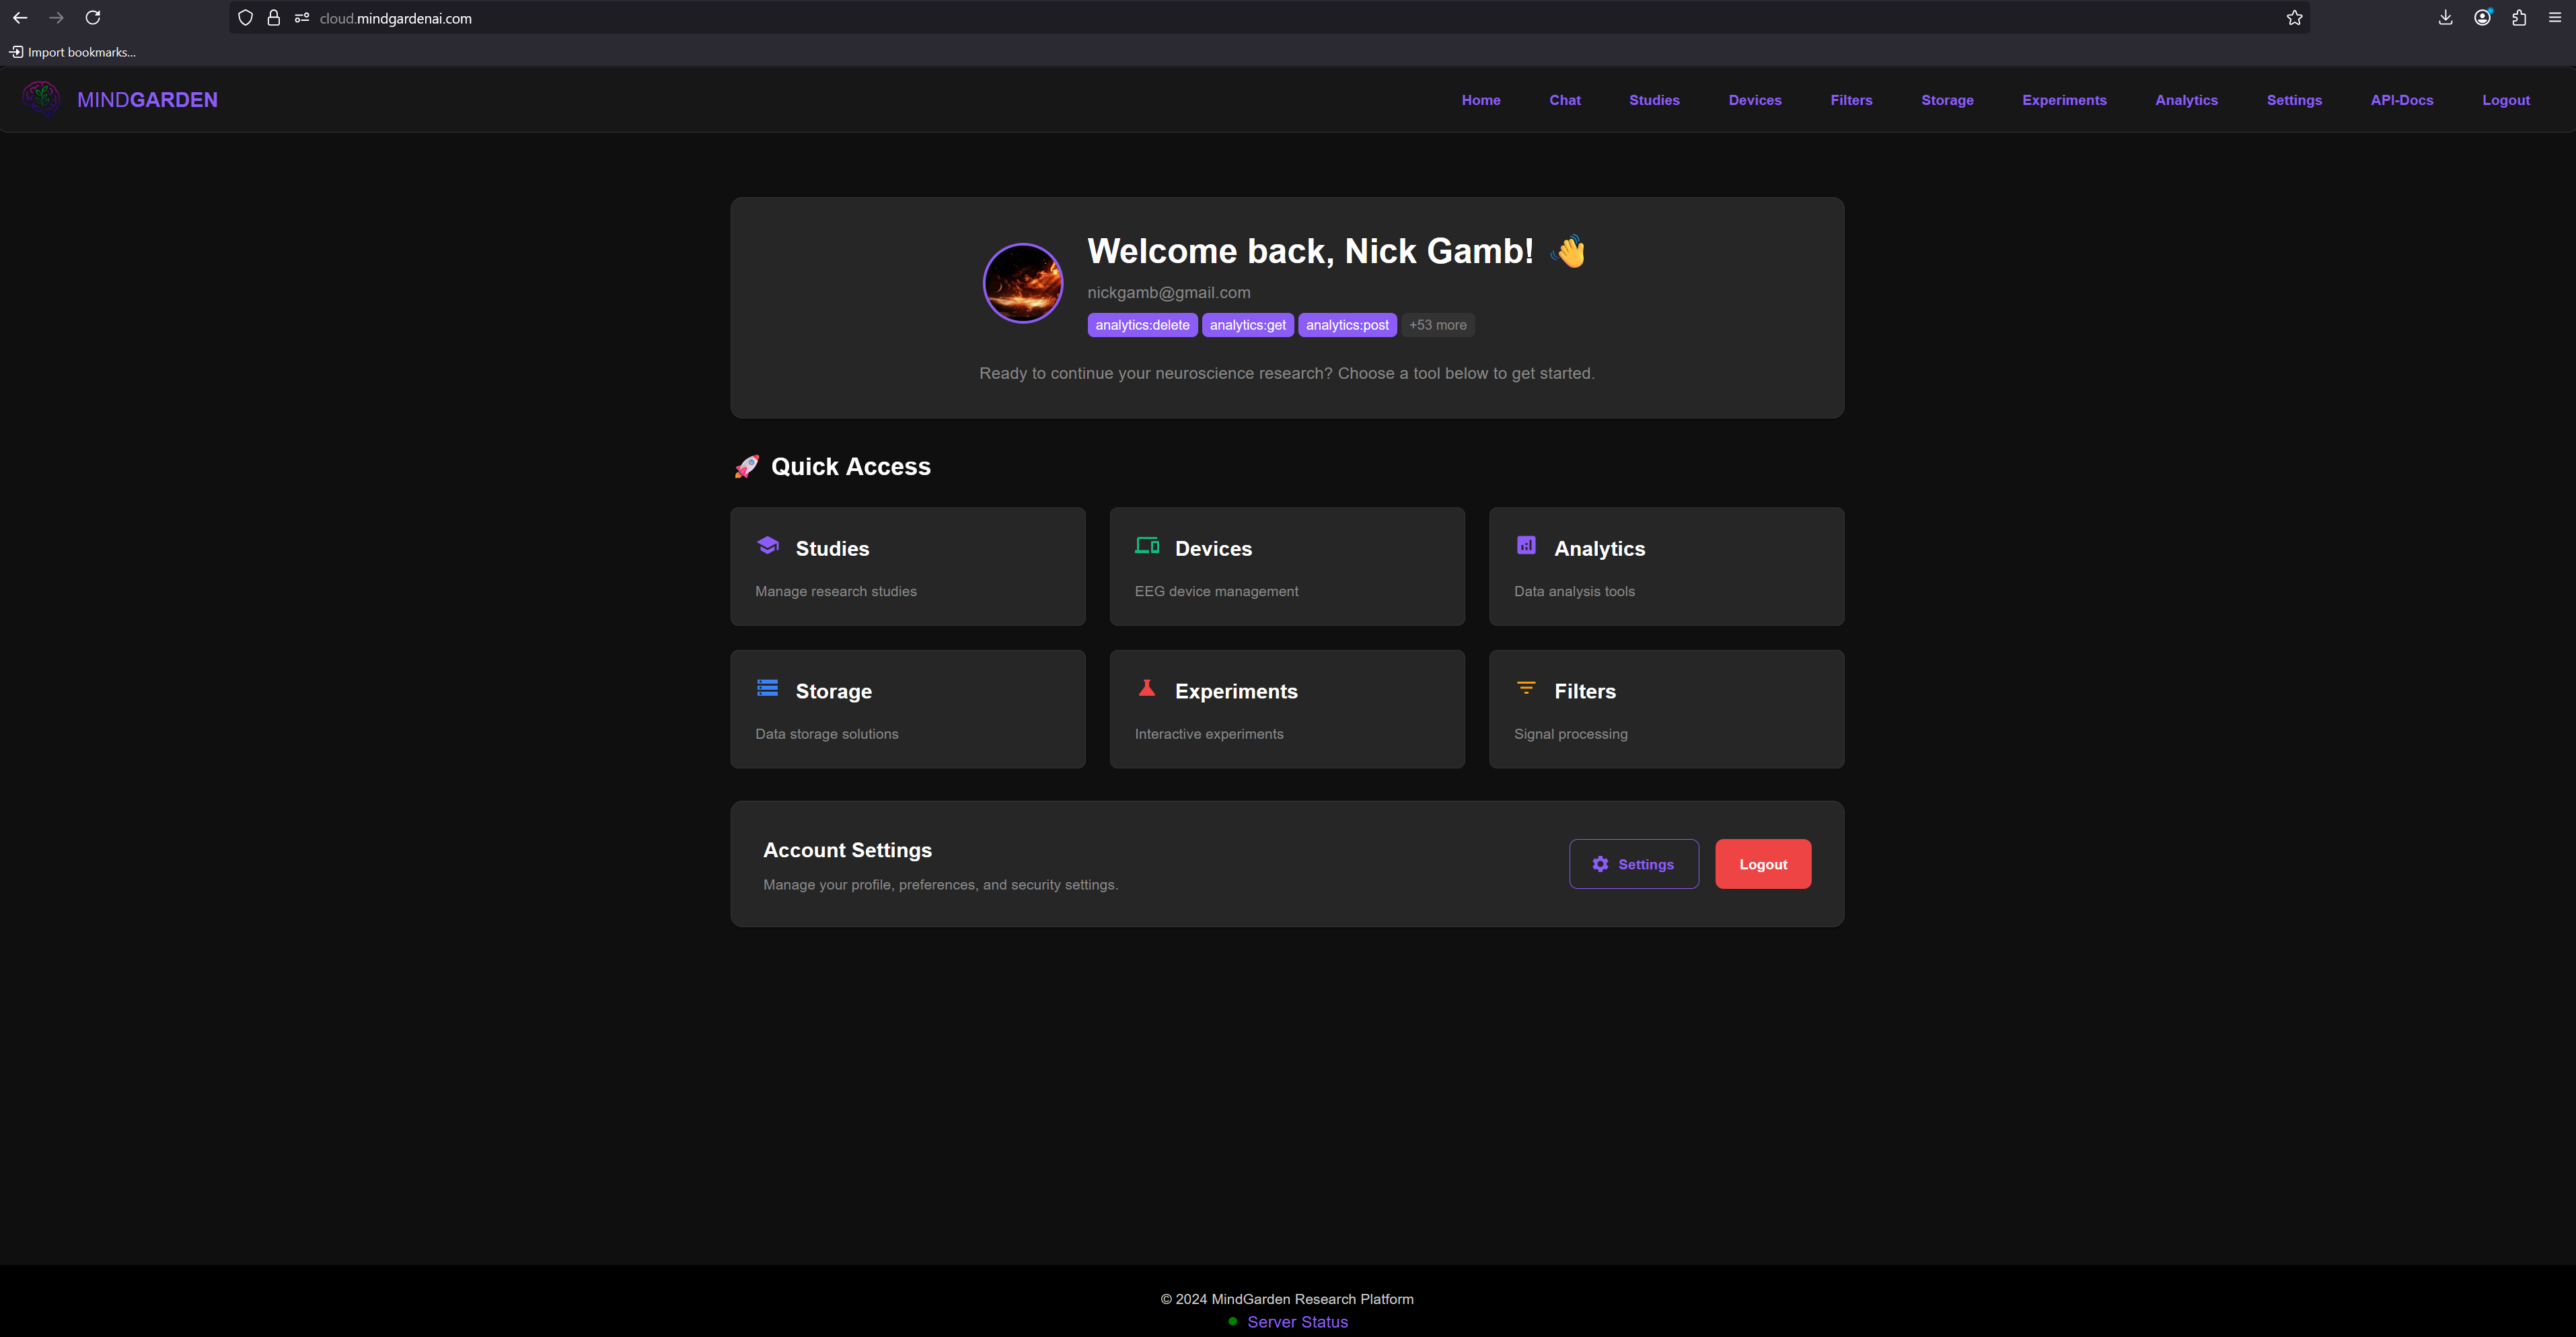 cloud.mindgardenai.com
Import bookmarks...
MINDGARDEN
Home Chat Studies Devices Filters Storage Experiments Analytics Settings API-Docs Logout
Welcome back, Nick Gamb! 👋
nickgamb@gmail.com
analytics:delete analytics:get analytics:post +53 more
Ready to continue your neuroscience research? Choose a tool below to get started.
🚀 Quick Access
Studies
Manage research studies
Devices
EEG device management
Analytics
Data analysis tools
Storage
Data storage solutions
Experiments
Interactive experiments
Filters
Signal processing
Account Settings
Manage your profile, preferences, and security settings.
Settings
Logout
© 2024 MindGarden Research Platform
Server Status